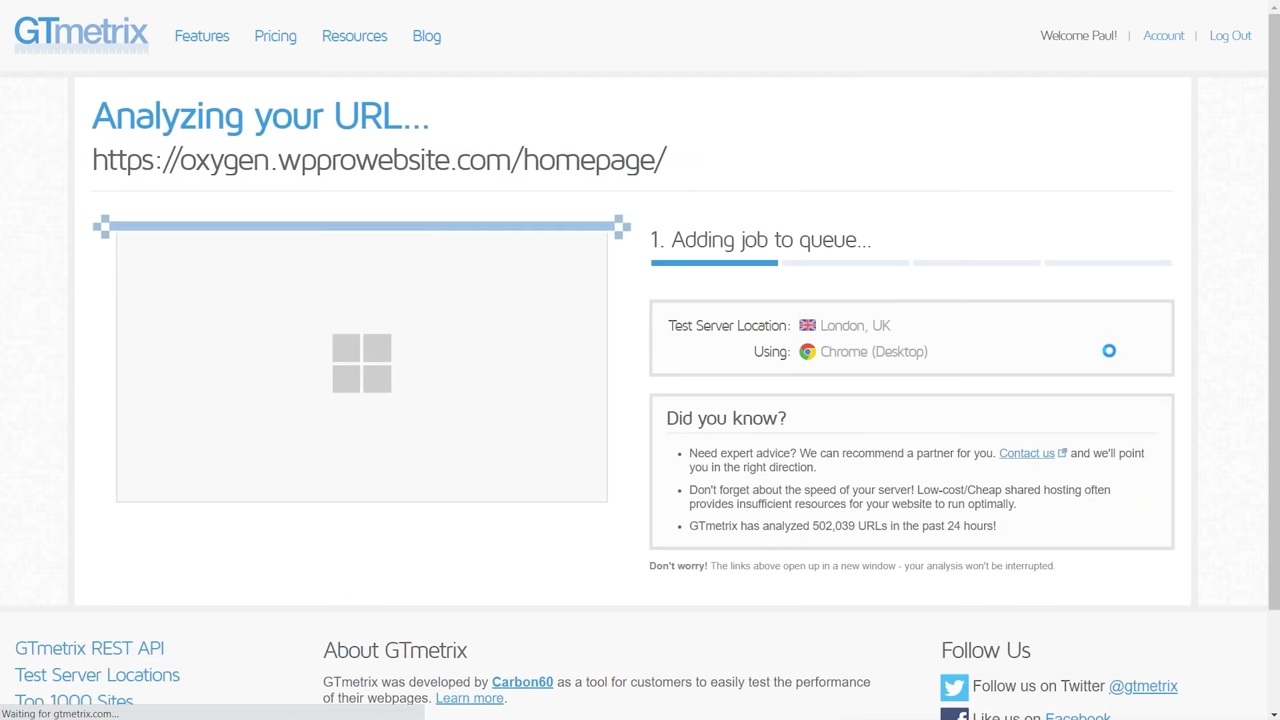 GTmetrix
Features
Pricing
Resources
Blog
Welcome Paul!
|
Account
|
Log Out
Analyzing your URL...
https://oxygen.wpprowebsite.com/homepage/
1. Adding job to queue...
Test Server Location: London, UK
Using: Chrome (Desktop)
Did you know?
• Need expert advice? We can recommend a partner for you. Contact us and we'll point
you in the right direction.
• Don't forget about the speed of your server! Low-cost/Cheap shared hosting often
provides insufficient resources for your website to run optimally.
• GTmetrix has analyzed 502,039 URLs in the past 24 hours!
Don't worry! The links above open up in a new window - your analysis won't be interrupted
GTmetrix REST API
Test Server Locations
Top 1000 Sites
About GTmetrix
GTmetrix was developed by Carbon60 as a tool for customers to easily test the performance
of their webpages. Learn more.
Follow Us
Follow us on Twitter @gtmetrix
Like us on Facebook
Waiting for gtmetrix.com...